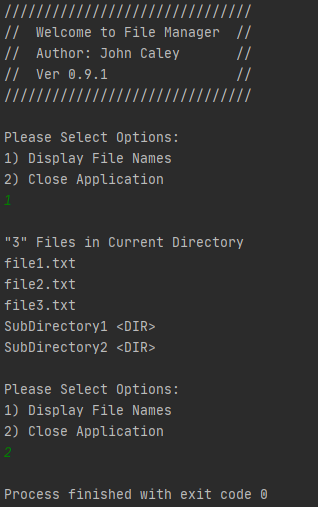 ///////////////////////////////
//  Welcome to File Manager  //
//  Author: John Caley       //
//  Ver 0.9.1                //
///////////////////////////////
Please Select Options:
1) Display File Names
2) Close Application
1
"3" Files in Current Directory
file1.txt
file2.txt
file3.txt
SubDirectory1 <DIR>
SubDirectory2 <DIR>
Please Select Options:
1) Display File Names
2) Close Application
2
Process finished with exit code 0